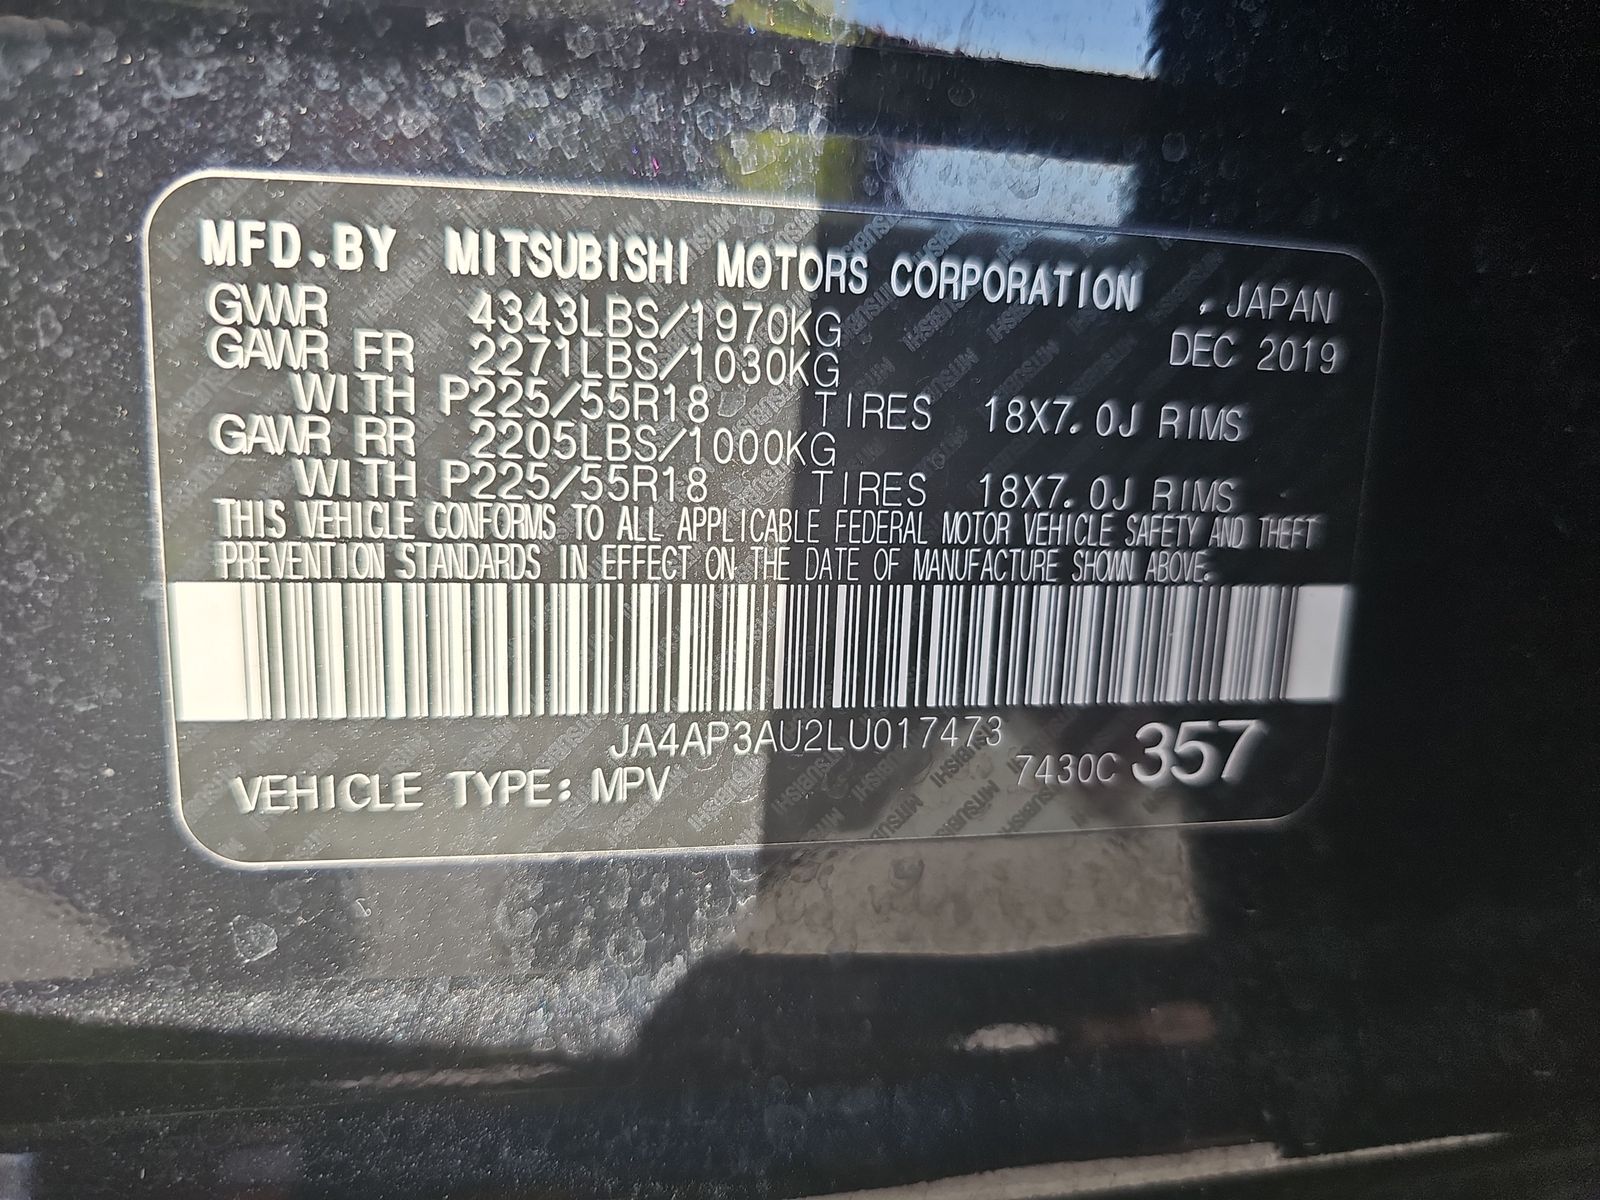 MFD.BY MITSUBISHI MOTORS CORPORATION , JAPAN
GVWR 4343LBS/1970KG DEC 2019
GAWR FR 2271LBS/1030KG
WITH P225/55R18 TIRES 18X7.0J RIMS
GAWR RR 2205LBS/1000KG
WITH P225/55R18 TIRES 18X7.0J RIMS
THIS VEHICLE CONFORMS TO ALL APPLICABLE FEDERAL MOTOR VEHICLE SAFETY AND THEFT
PREVENTION STANDARDS IN EFFECT ON THE DATE OF MANUFACTURE SHOWN ABOVE.
JA4AP3AU2LU017473
VEHICLE TYPE: MPV 7430C 357